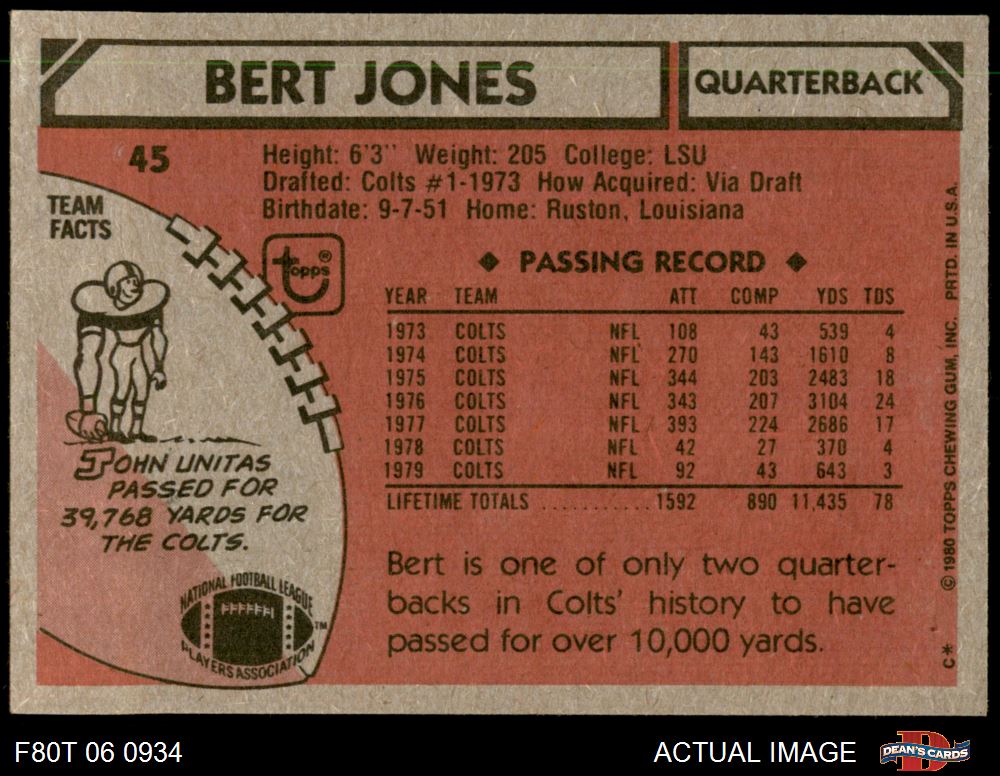 BERT JONES
QUARTERBACK
45
Height: 6'3" Weight: 205 College: LSU
Drafted: Colts #1-1973 How Acquired: Via Draft
Birthdate: 9-7-51 Home: Ruston, Louisiana
TEAM
FACTS
topps ®
◆ PASSING RECORD ◆
YEAR TEAM ATT COMP YDS TDS
1973 COLTS NFL 108 43 539 4
1974 COLTS NFL 270 143 1610 8
1975 COLTS NFL 344 203 2483 18
1976 COLTS NFL 343 207 3104 24
1977 COLTS NFL 393 224 2686 17
1978 COLTS NFL 42 27 370 4
1979 COLTS NFL 92 43 643 3
LIFETIME TOTALS ........... 1592 890 11,435 78
JOHN UNITAS
PASSED FOR
39,768 YARDS FOR
THE COLTS.
NATIONAL FOOTBALL LEAGUE
PLAYERS ASSOCIATION
TM
Bert is one of only two quarter-
backs in Colts' history to have
passed for over 10,000 yards.
© 1980 TOPPS CHEWING GUM, INC. PRTD. IN U.S.A.
C*
F80T 06 0934
ACTUAL IMAGE
D
DEAN'S CARDS